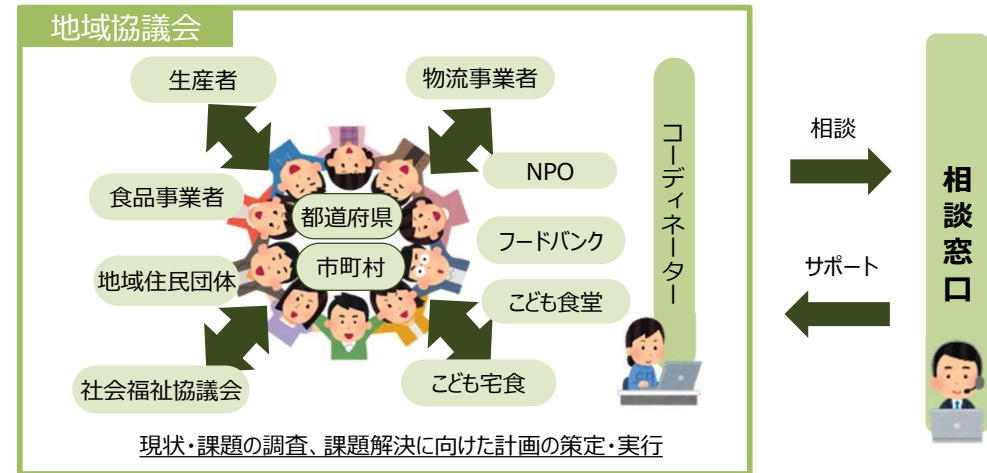 地域協議会
生産者
物流事業者
食品事業者
NPO
都道府県
フードバンク
市町村
地域住民団体
こども食堂
社会福祉協議会
こども宅食
コーディネーター
現状・課題の調査、課題解決に向けた計画の策定・実行
相談
サポート
相談窓口